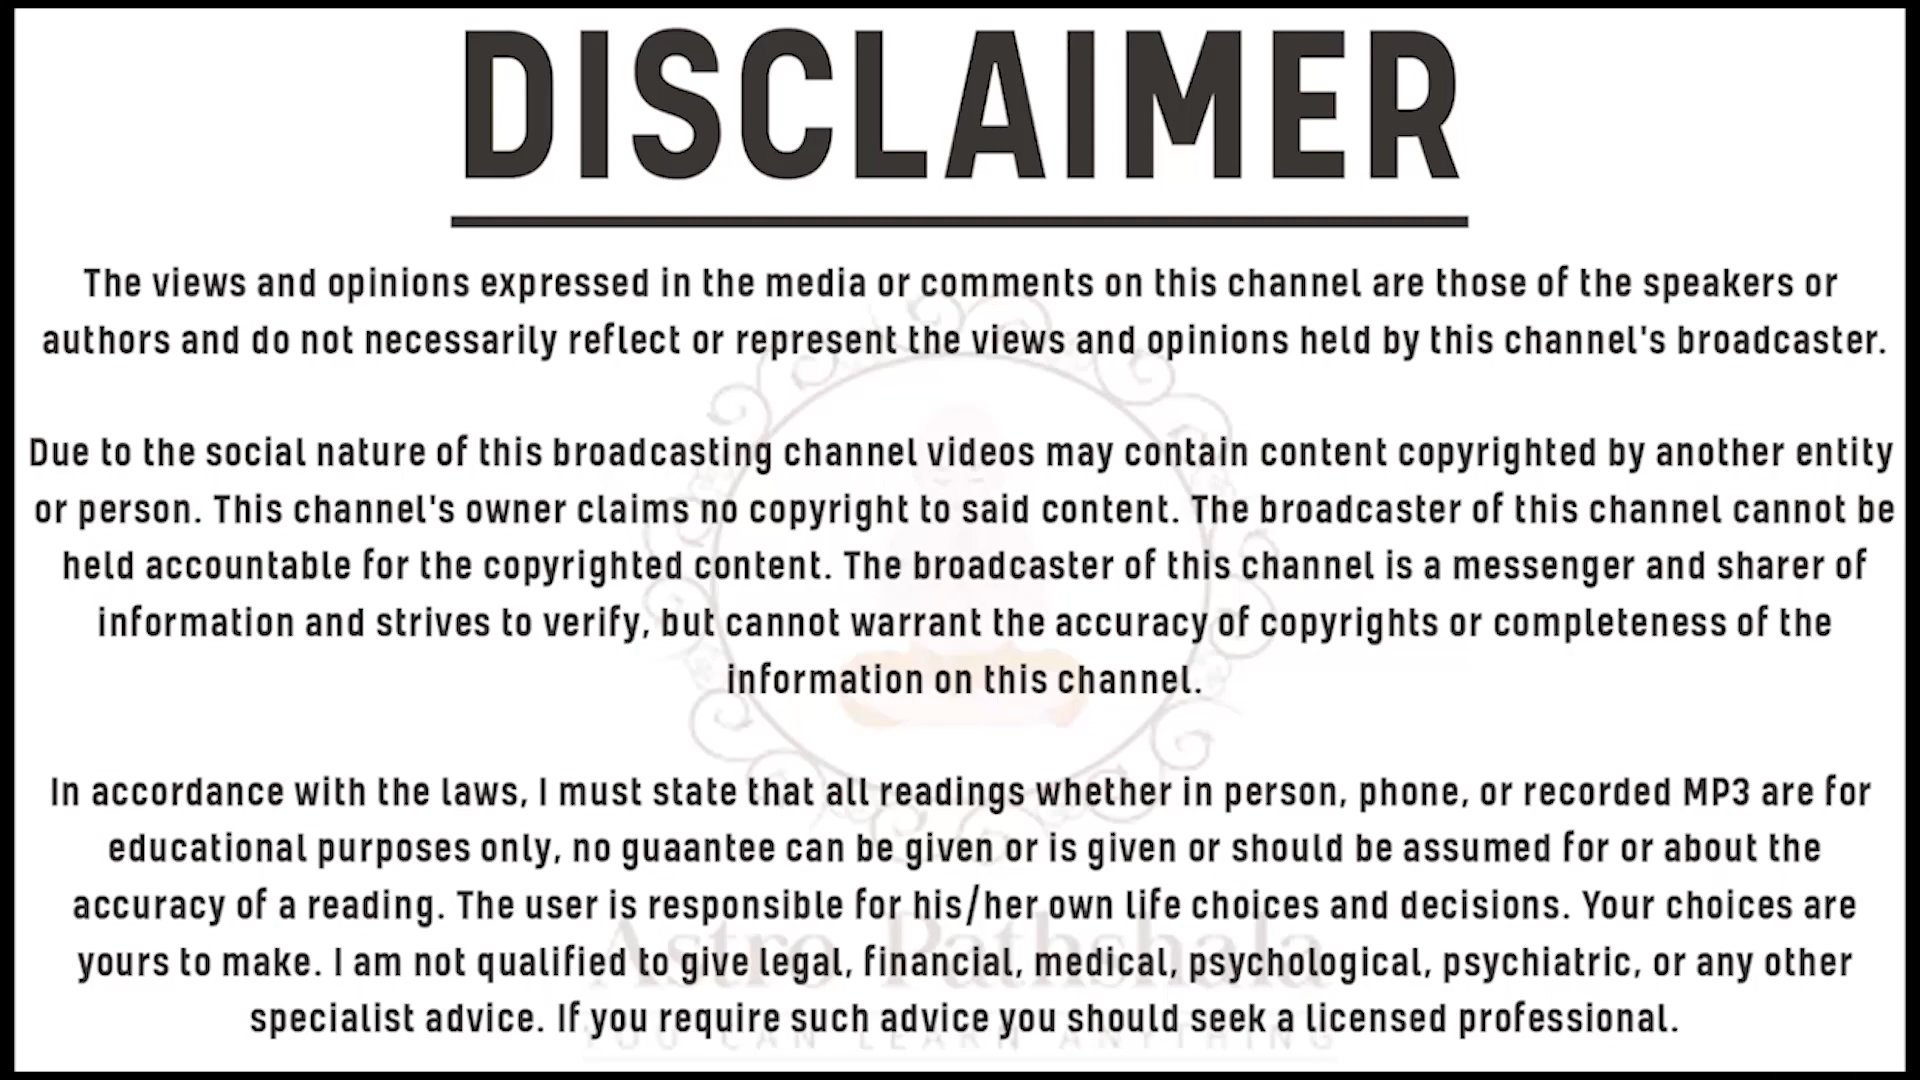 DISCLAIMER
The views and opinions expressed in the media or comments on this channel are those of the speakers or
authors and do not necessarily reflect or represent the views and opinions held by this channel's broadcaster.
Due to the social nature of this broadcasting channel videos may contain content copyrighted by another entity
or person. This channel's owner claims no copyright to said content. The broadcaster of this channel cannot be
held accountable for the copyrighted content. The broadcaster of this channel is a messenger and sharer of
information and strives to verify, but cannot warrant the accuracy of copyrights or completeness of the
information on this channel.
In accordance with the laws, I must state that all readings whether in person, phone, or recorded MP3 are for
educational purposes only, no guaantee can be given or is given or should be assumed for or about the
accuracy of a reading. The user is responsible for his/her own life choices and decisions. Your choices are
Astro Pathshala
yours to make. I am not qualified to give legal, financial, medical, psychological, psychiatric, or any other
specialist advice. If you require such advice you should seek a licensed professional.
YOU CAN LEARN ANYTHING